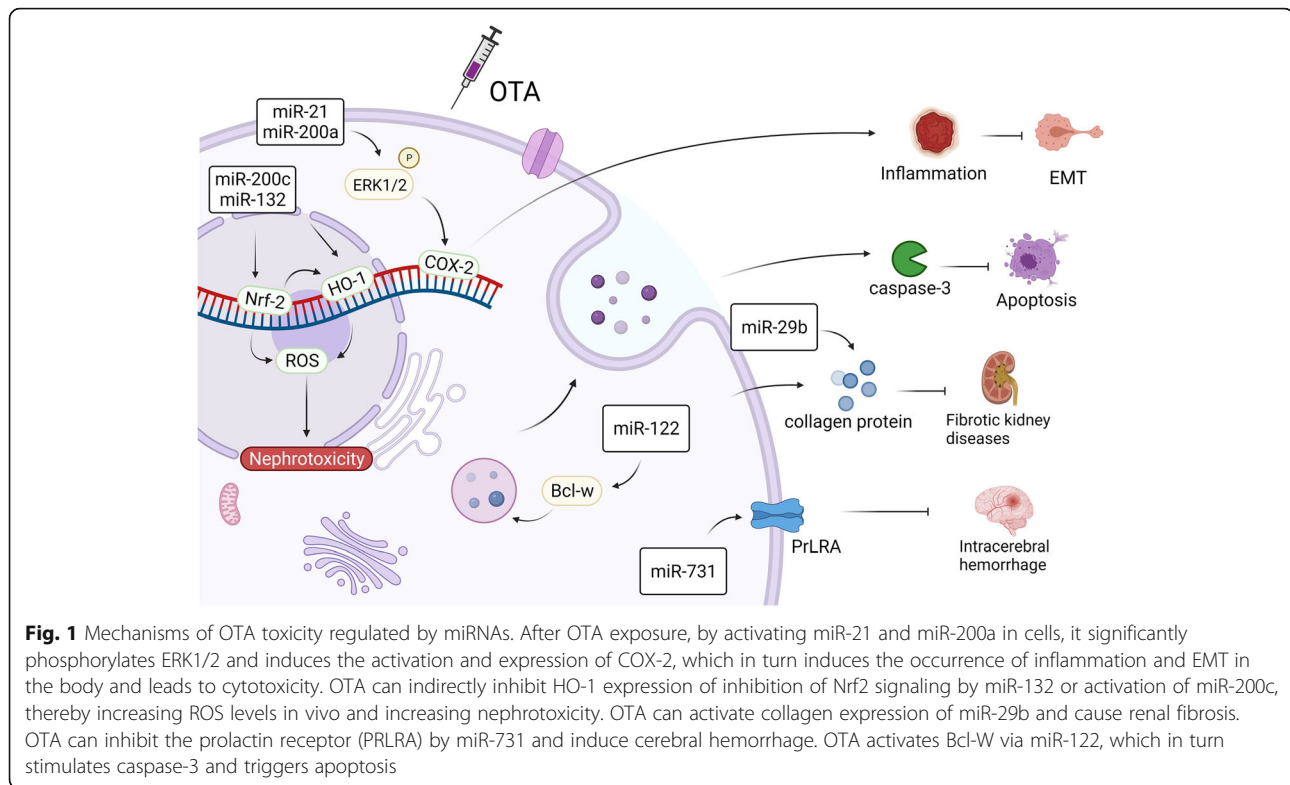 OTA
miR-21
miR-200a
P
ERK1/2
miR-200c
miR-132
COX-2
HO-1
Nrf-2
ROS
Nephrotoxicity
Inflammation
EMT
caspase-3
Apoptosis
miR-29b
collagen protein
Fibrotic kidney
diseases
miR-122
Bcl-w
miR-731
PrLRA
Intracerebral
hemorrhage
Fig. 1 Mechanisms of OTA toxicity regulated by miRNAs. After OTA exposure, by activating miR-21 and miR-200a in cells, it significantly
phosphorylates ERK1/2 and induces the activation and expression of COX-2, which in turn induces the occurrence of inflammation and EMT in
the body and leads to cytotoxicity. OTA can indirectly inhibit HO-1 expression of inhibition of Nrf2 signaling by miR-132 or activation of miR-200c,
thereby increasing ROS levels in vivo and increasing nephrotoxicity. OTA can activate collagen expression of miR-29b and cause renal fibrosis.
OTA can inhibit the prolactin receptor (PRLRA) by miR-731 and induce cerebral hemorrhage. OTA activates Bcl-W via miR-122, which in turn
stimulates caspase-3 and triggers apoptosis